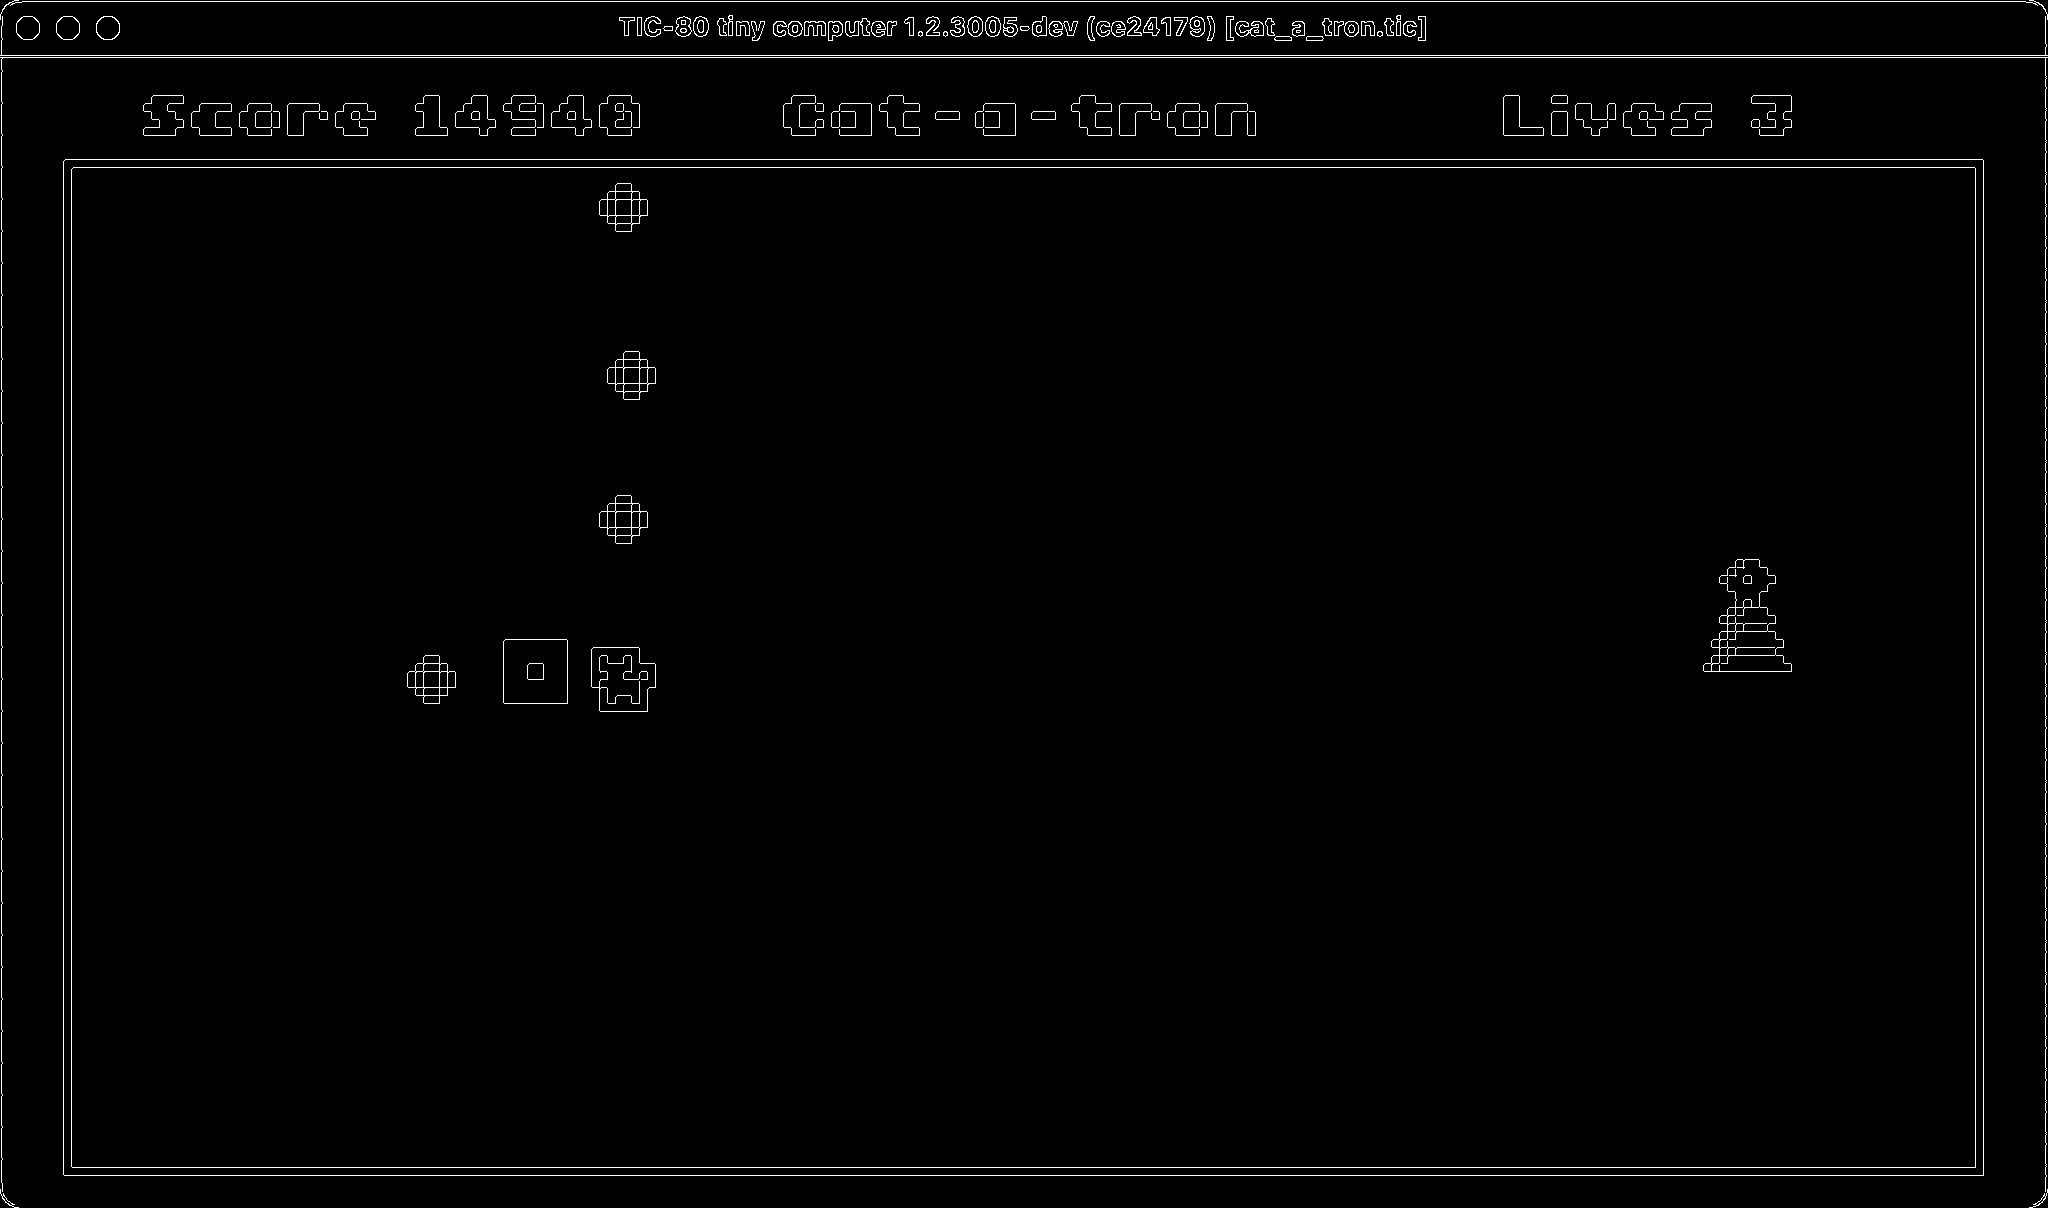 TIC-80 tiny computer 1.2.3005-dev (ce24179) [cat_a_tron.tic]
Score 14940 Cat-a-tron Lives 3